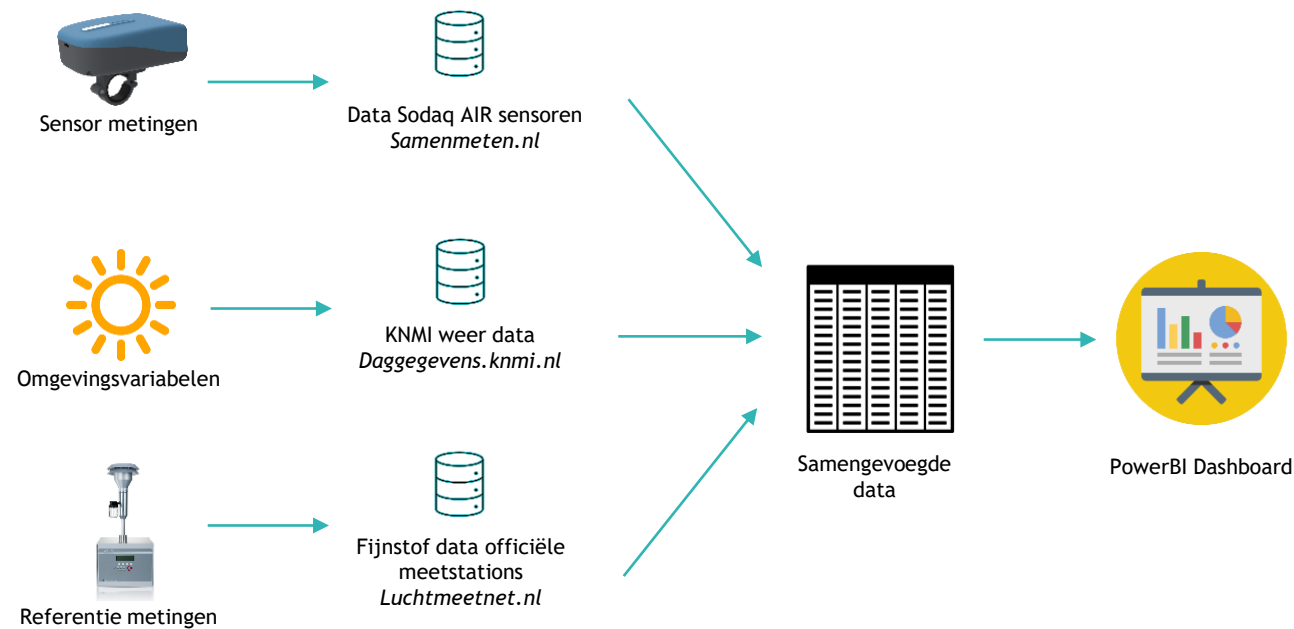 Sensor metingen
Data Sodaq AIR sensoren
Samenmeten.nl
Omgevingsvariabelen
KNMI weer data
Daggegevens.knmi.nl
Referentie metingen
Fijnstof data officiële
meetstations
Luchtmeetnet.nl
Samengevoegde
data
PowerBI Dashboard